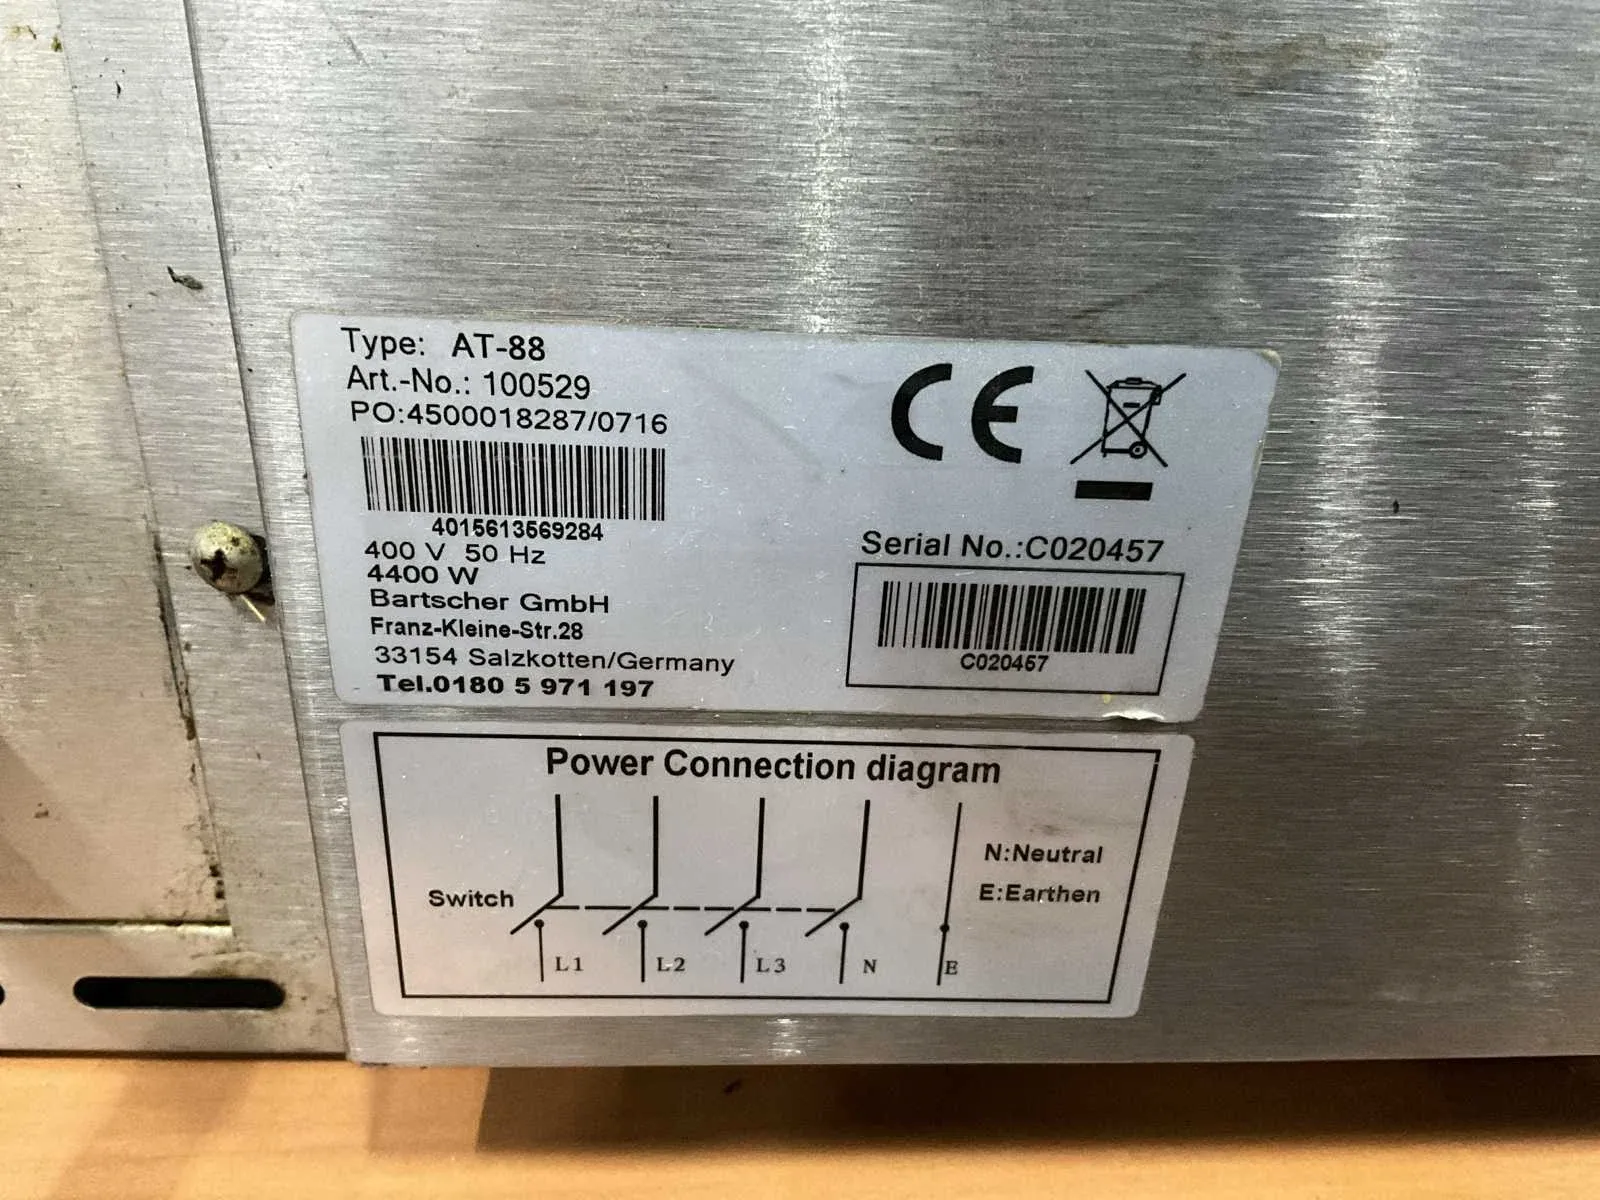 Type: AT-88
Art.-No.: 100529
PO:4500018287/0716
4015613569284
400 V 50 Hz
4400 W
Bartscher GmbH
Franz-Kleine-Str.28
33154 Salzkotten/Germany
Tel.0180 5 971 197
CE
Serial No.:C020457
C020457
Power Connection diagram
N:Neutral
E:Earthen
Switch
L1 L2 L3 N E